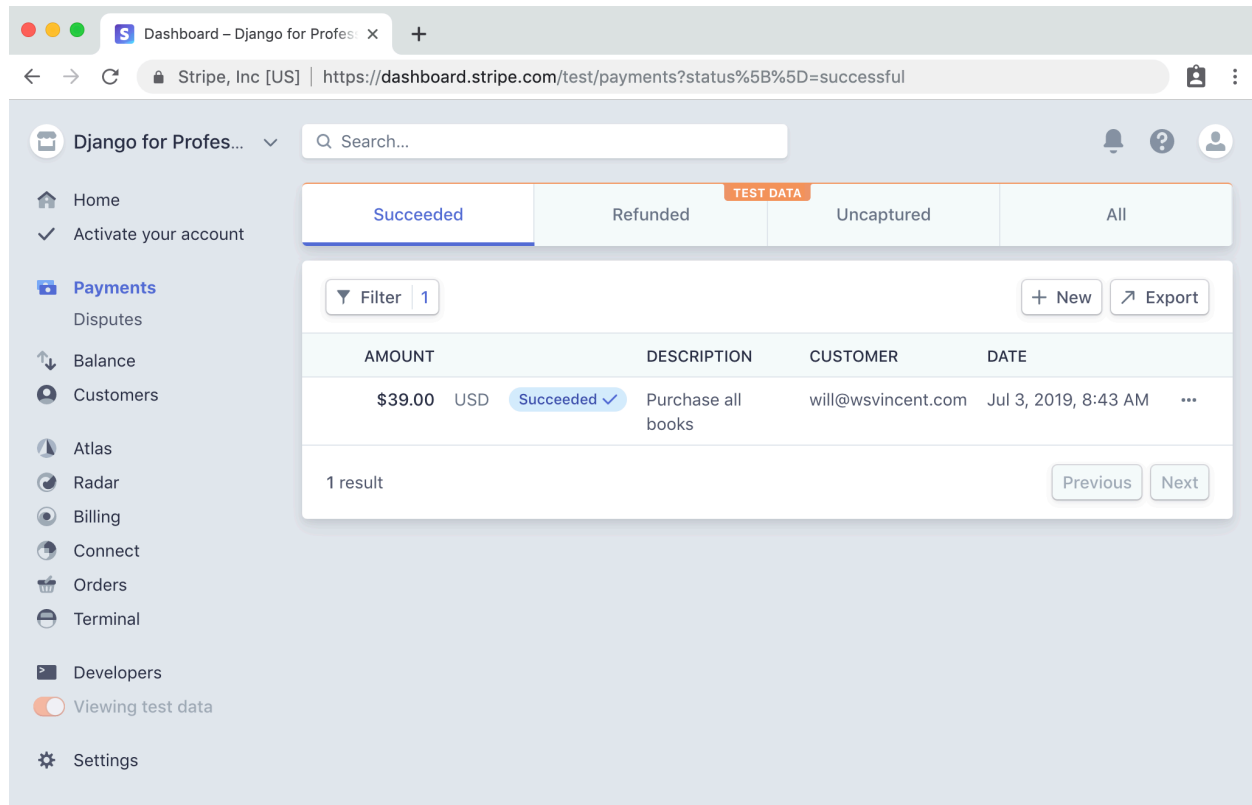 Dashboard – Django for Profes
Stripe, Inc [US] | https://dashboard.stripe.com/test/payments?status%5B%5D=successful
Django for Profes...
Search...
Home
Activate your account
Payments
Disputes
Balance
Customers
Atlas
Radar
Billing
Connect
Orders
Terminal
Developers
Viewing test data
Settings
TEST DATA
Succeeded Refunded Uncaptured All
Filter 1 + New Export
AMOUNT DESCRIPTION CUSTOMER DATE
$39.00 USD Succeeded ✓ Purchase all will@wsvincent.com Jul 3, 2019, 8:43 AM ...
books
1 result Previous Next